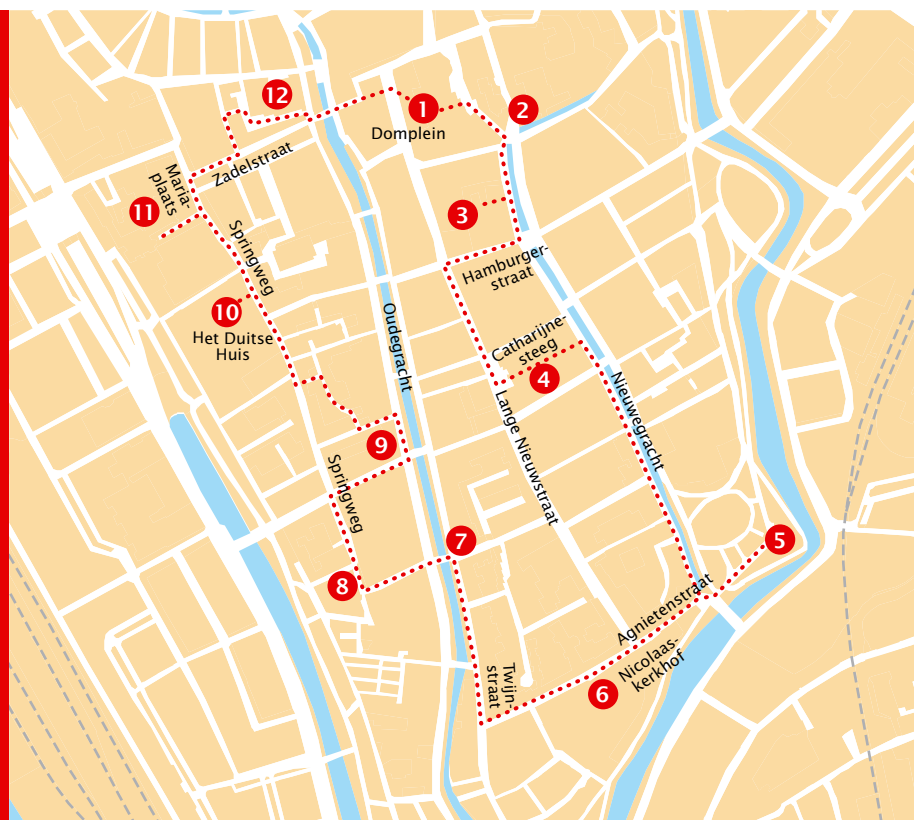 12
1
2
Domplein
Zadelstraat
Maria-
plaats
11
3
Springweg
Hamburger-
straat
10
Het Duitse
Huis
Oudegracht
Catharijne-
steeg
4
Nieuwegracht
Lange Nieuwstraat
9
Springweg
7
5
8
Agnietenstraat
Nicolaas-
kerkhof
6
Twijn-
straat